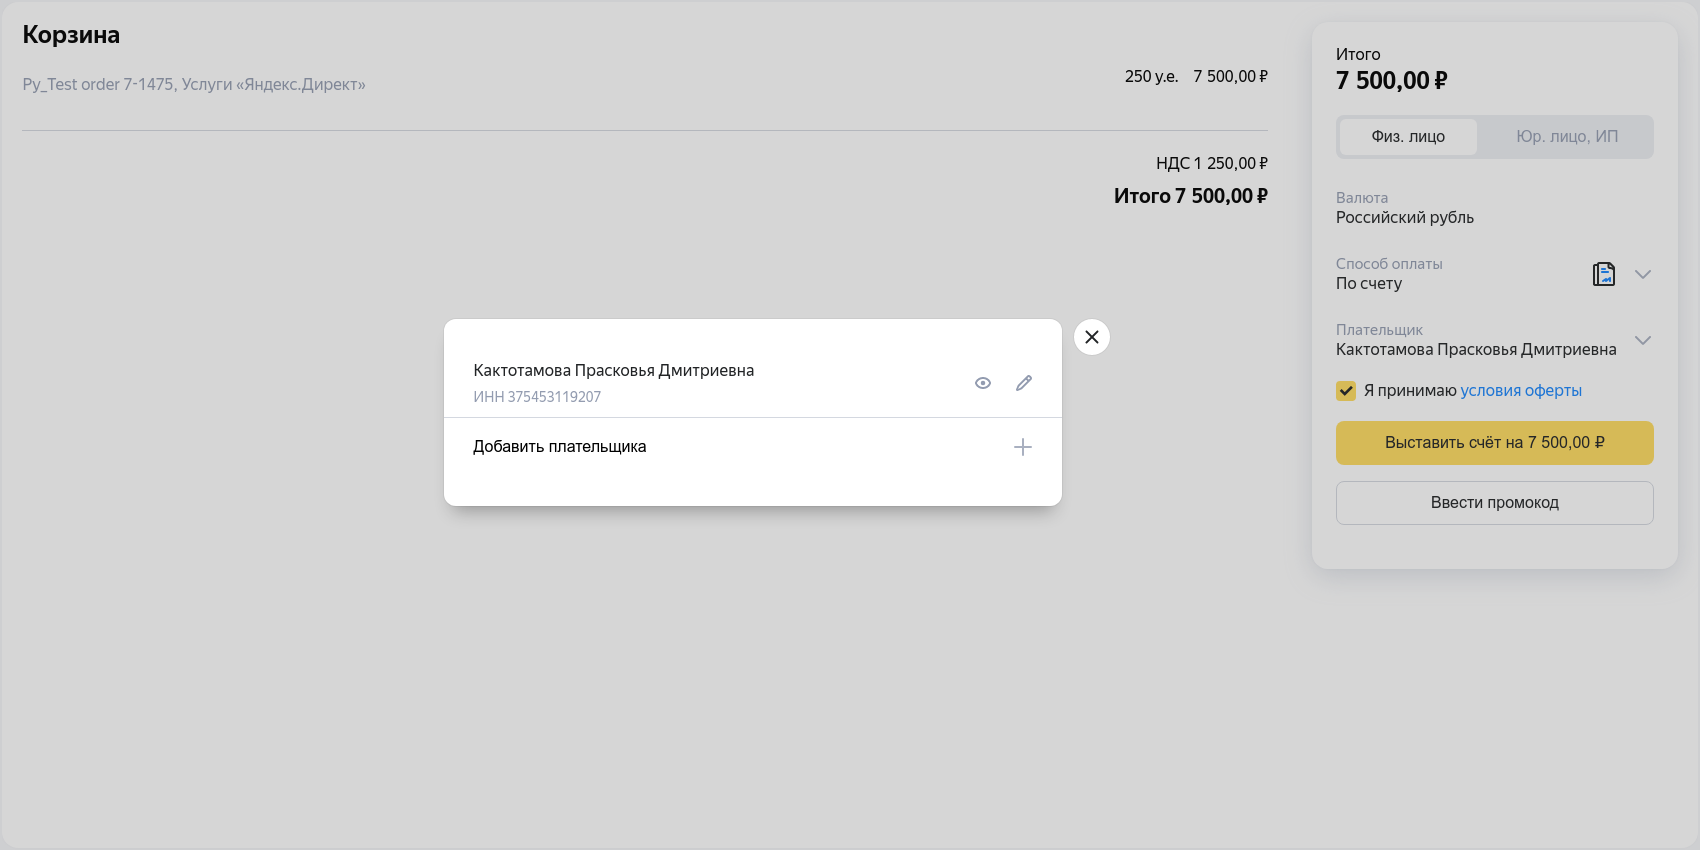 Корзина
Py_Test order 7-1475, Услуги «Яндекс.Директ»
250 у.е. 7 500,00 ₽
НДС 1 250,00 ₽
Итого 7 500,00 ₽
Кактотамова Прасковья Дмитриевна
ИНН 375453119207
Добавить плательщика
Итого
7 500,00 ₽
Физ. лицо
Юр. лицо, ИП
Валюта
Российский рубль
Способ оплаты
По счету
Плательщик
Кактотамова Прасковья Дмитриевна
Я принимаю условия оферты
Выставить счёт на 7 500,00 ₽
Ввести промокод